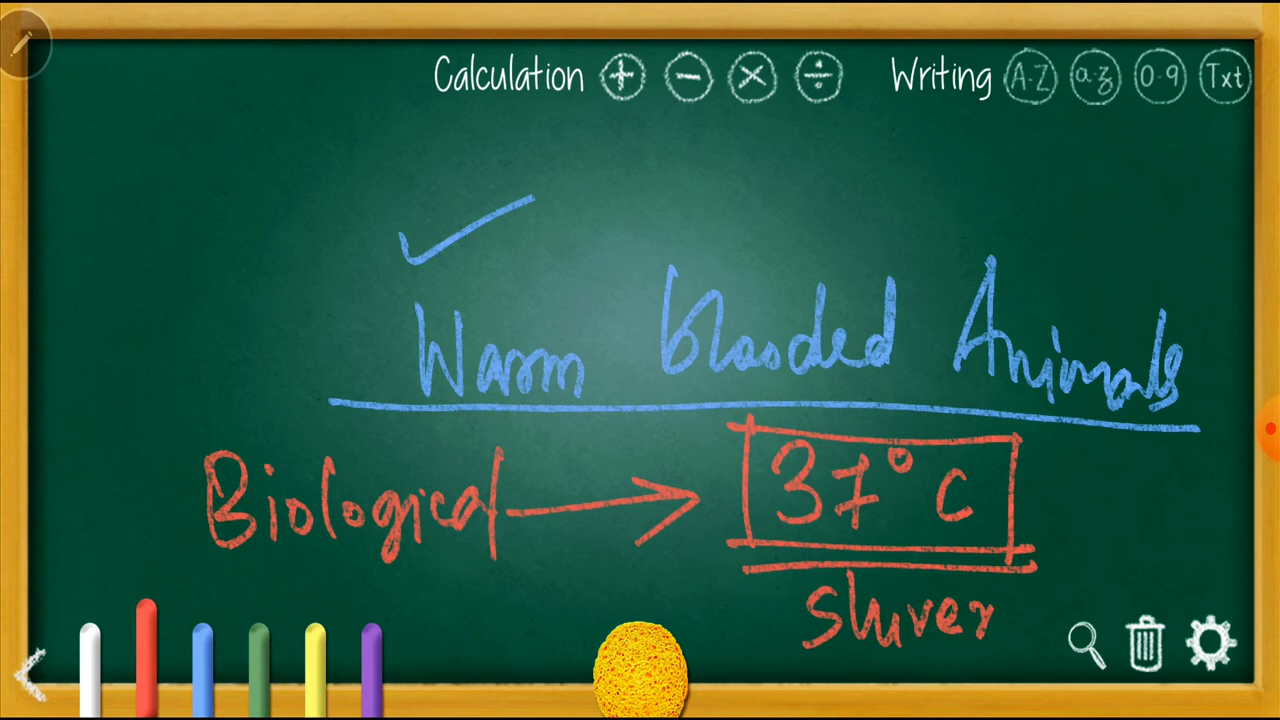 Calculation + - × ÷ Writing A-Z a-z 0-9 Txt
Warm blooded Animals
Biological → 37° C
shiver